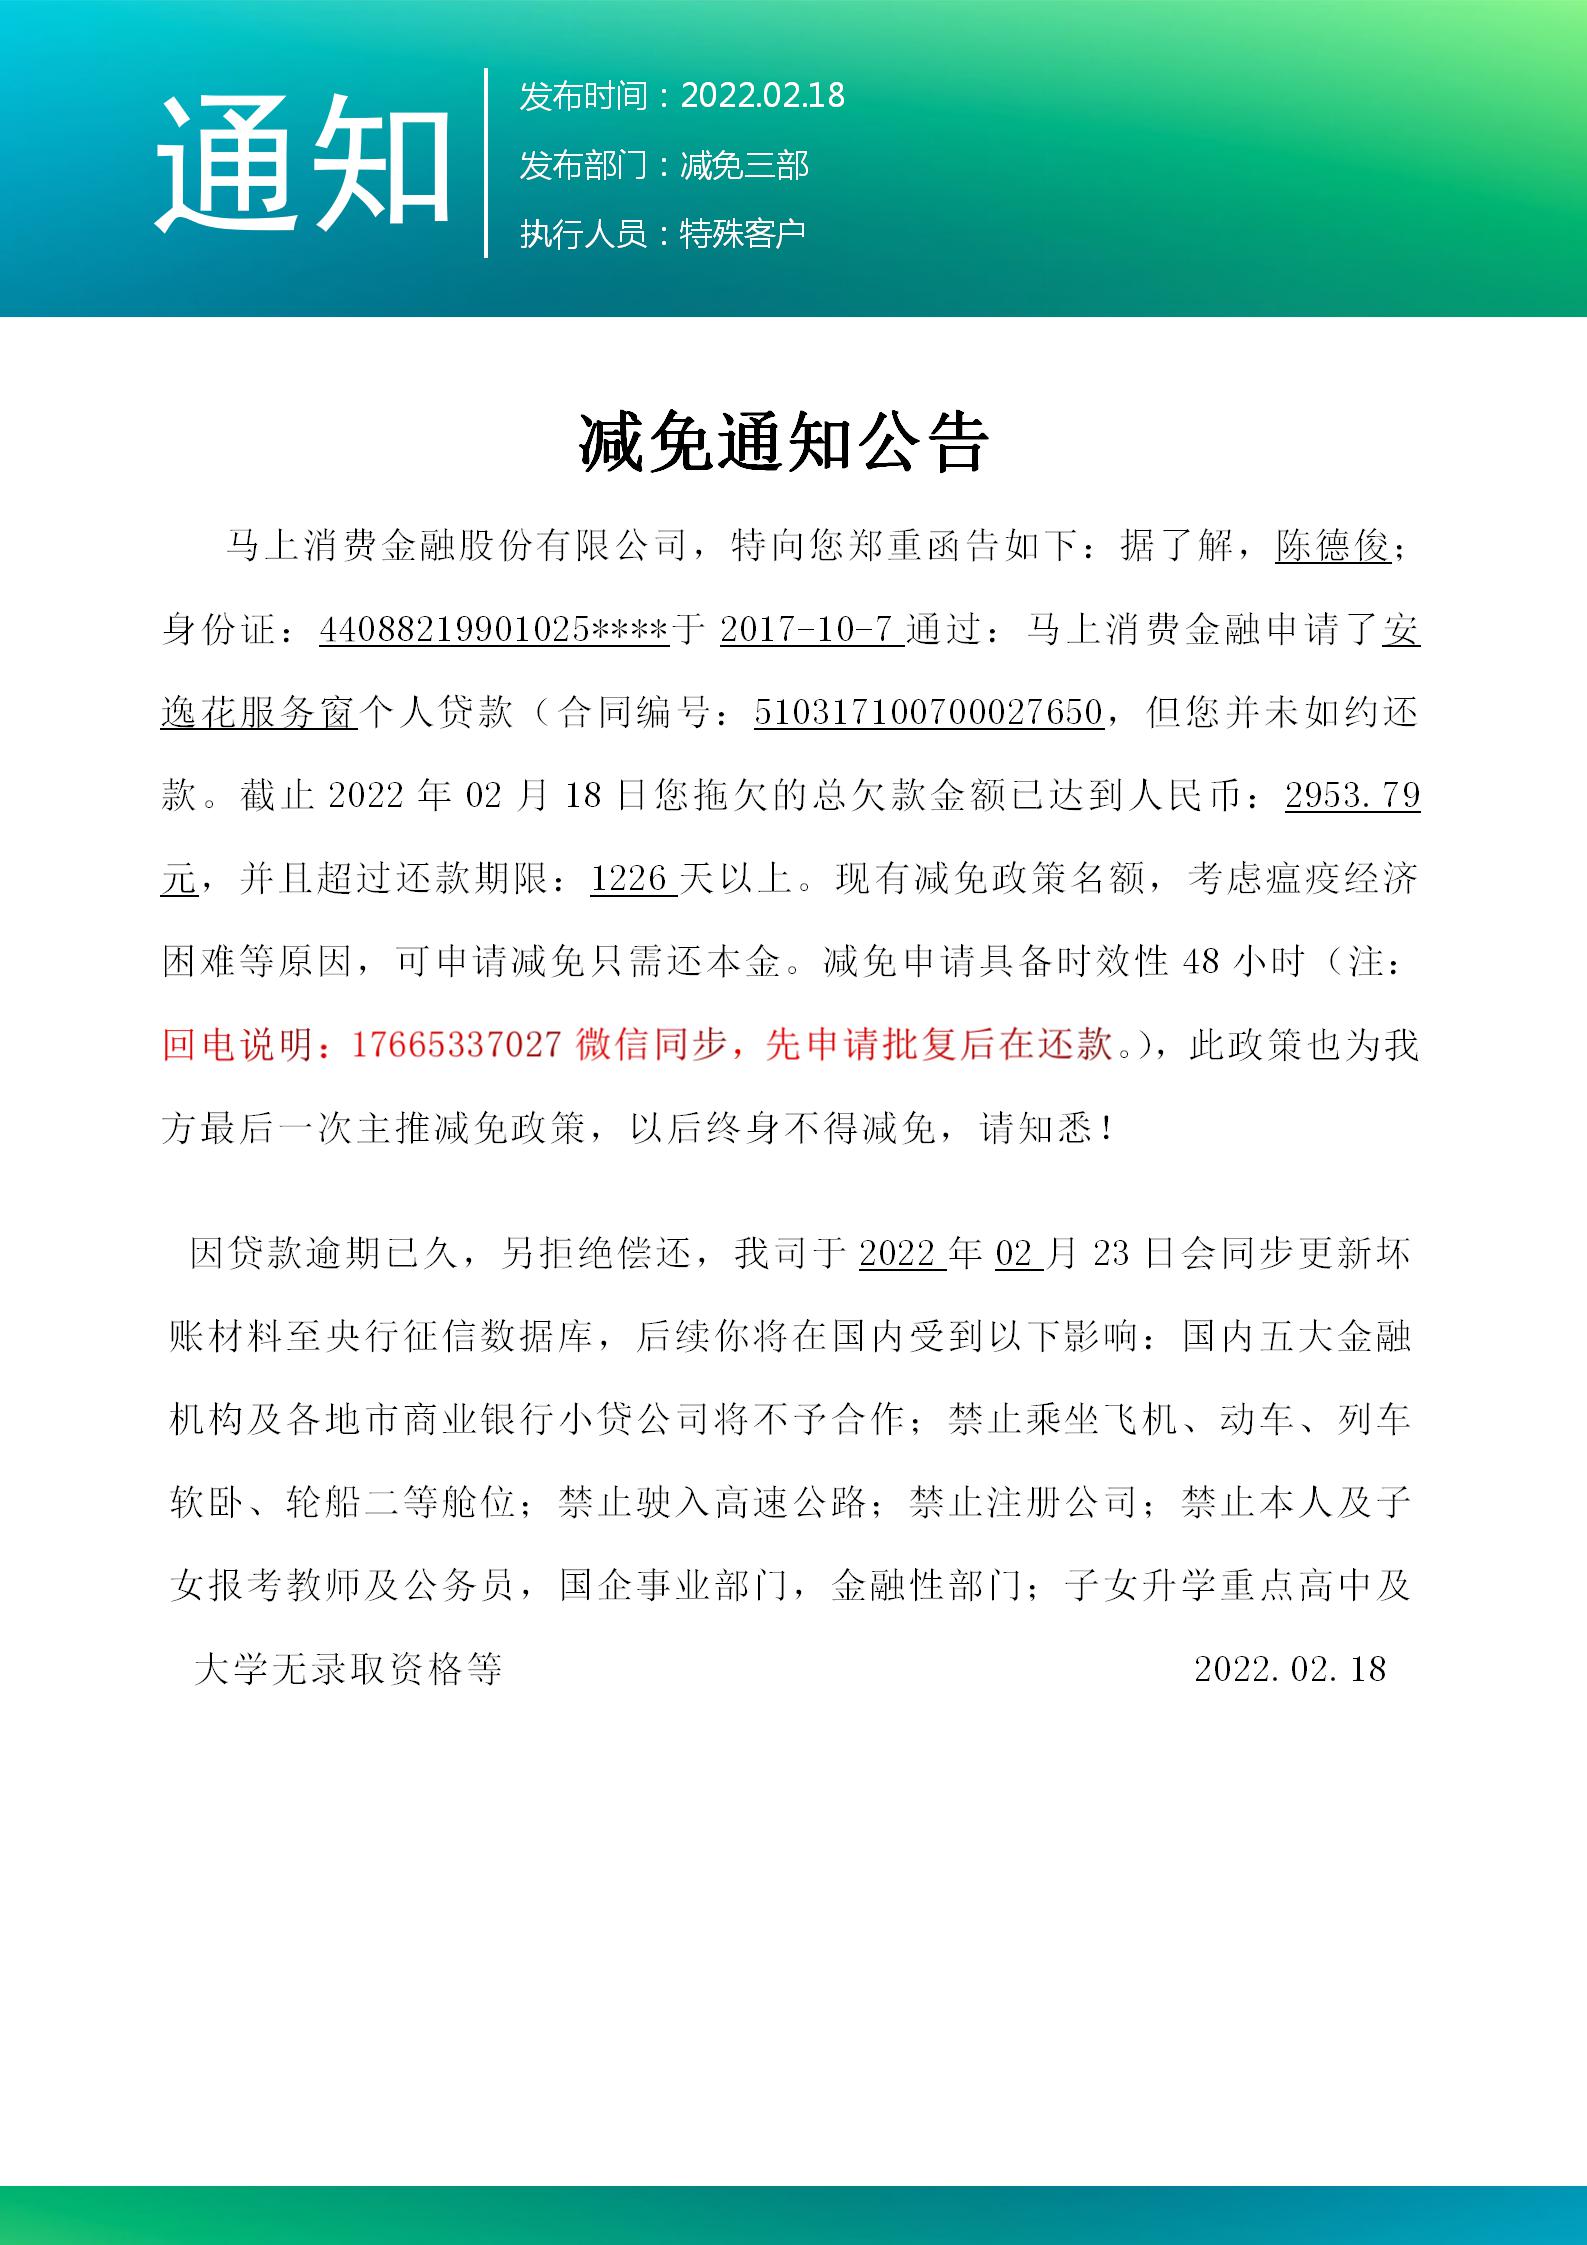 通知
发布时间：2022.02.18
发布部门：减免三部
执行人员：特殊客户
减免通知公告
马上消费金融股份有限公司，特向您郑重函告如下：据了解，陈德俊；
身份证：44088219901025****于 2017-10-7 通过：马上消费金融申请了安
逸花服务窗个人贷款（合同编号：510317100700027650，但您并未如约还
款。截止 2022 年 02 月 18 日您拖欠的总欠款金额已达到人民币：2953.79
元，并且超过还款期限：1226 天以上。现有减免政策名额，考虑瘟疫经济
困难等原因，可申请减免只需还本金。减免申请具备时效性 48 小时（注：
回电说明：17665337027 微信同步，先申请批复后在还款。），此政策也为我
方最后一次主推减免政策，以后终身不得减免，请知悉！
因贷款逾期已久，另拒绝偿还，我司于 2022 年 02 月 23 日会同步更新坏
账材料至央行征信数据库，后续你将在国内受到以下影响：国内五大金融
机构及各地市商业银行小贷公司将不予合作；禁止乘坐飞机、动车、列车
软卧、轮船二等舱位；禁止驶入高速公路；禁止注册公司；禁止本人及子
女报考教师及公务员，国企事业部门，金融性部门；子女升学重点高中及
大学无录取资格等 2022.02.18